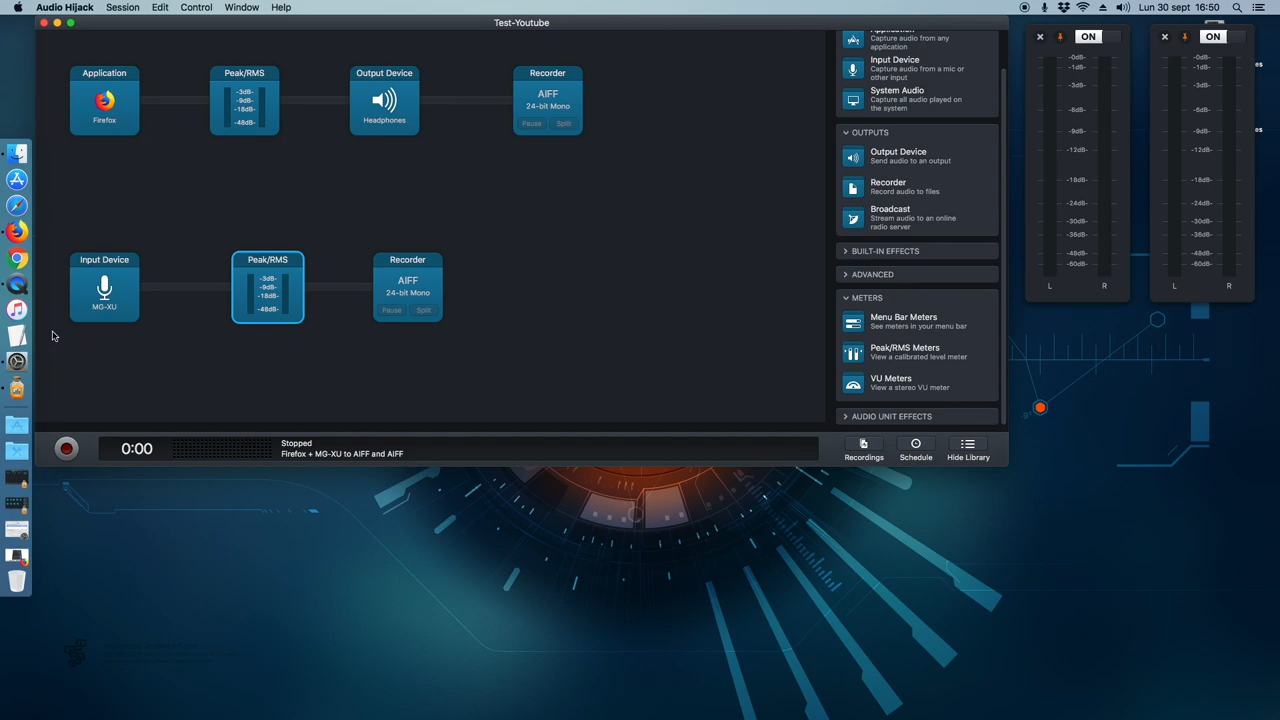 Audio Hijack Session Edit Control Window Help
Lun 30 sept 16:50
Test-Youtube
Application
Firefox
Peak/RMS
-3dB-
-9dB-
-18dB-
-48dB-
Output Device
Headphones
Recorder
AIFF
24-bit Mono
Pause Split
Input Device
MG-XU
Peak/RMS
-3dB-
-9dB-
-18dB-
-48dB-
Recorder
AIFF
24-bit Mono
Pause Split
Application
Capture audio from any
application
Input Device
Capture audio from a mic or
other input
System Audio
Capture all audio played on
the system
OUTPUTS
Output Device
Send audio to an output
Recorder
Record audio to files
Broadcast
Stream audio to an online
radio server
BUILT-IN EFFECTS
ADVANCED
METERS
Menu Bar Meters
See meters in your menu bar
Peak/RMS Meters
View a calibrated level meter
VU Meters
View a stereo VU meter
AUDIO UNIT EFFECTS
0:00
Stopped
Firefox + MG-XU to AIFF and AIFF
Recordings
Schedule
Hide Library
ON
-0dB-
-1dB-
-3dB-
-6dB-
-9dB-
-12dB-
-18dB-
-24dB-
-30dB-
-36dB-
-48dB-
-60dB-
L R
ON
-0dB-
-1dB-
-3dB-
-6dB-
-9dB-
-12dB-
-18dB-
-24dB-
-30dB-
-36dB-
-48dB-
-60dB-
L R